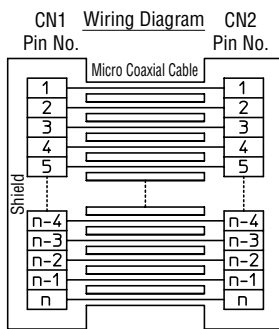 CN1 Wiring Diagram CN2
Pin No. Pin No.
Micro Coaxial Cable
1 1
2 2
3 3
4 4
5 5
Shield
n-4 n-4
n-3 n-3
n-2 n-2
n-1 n-1
n n